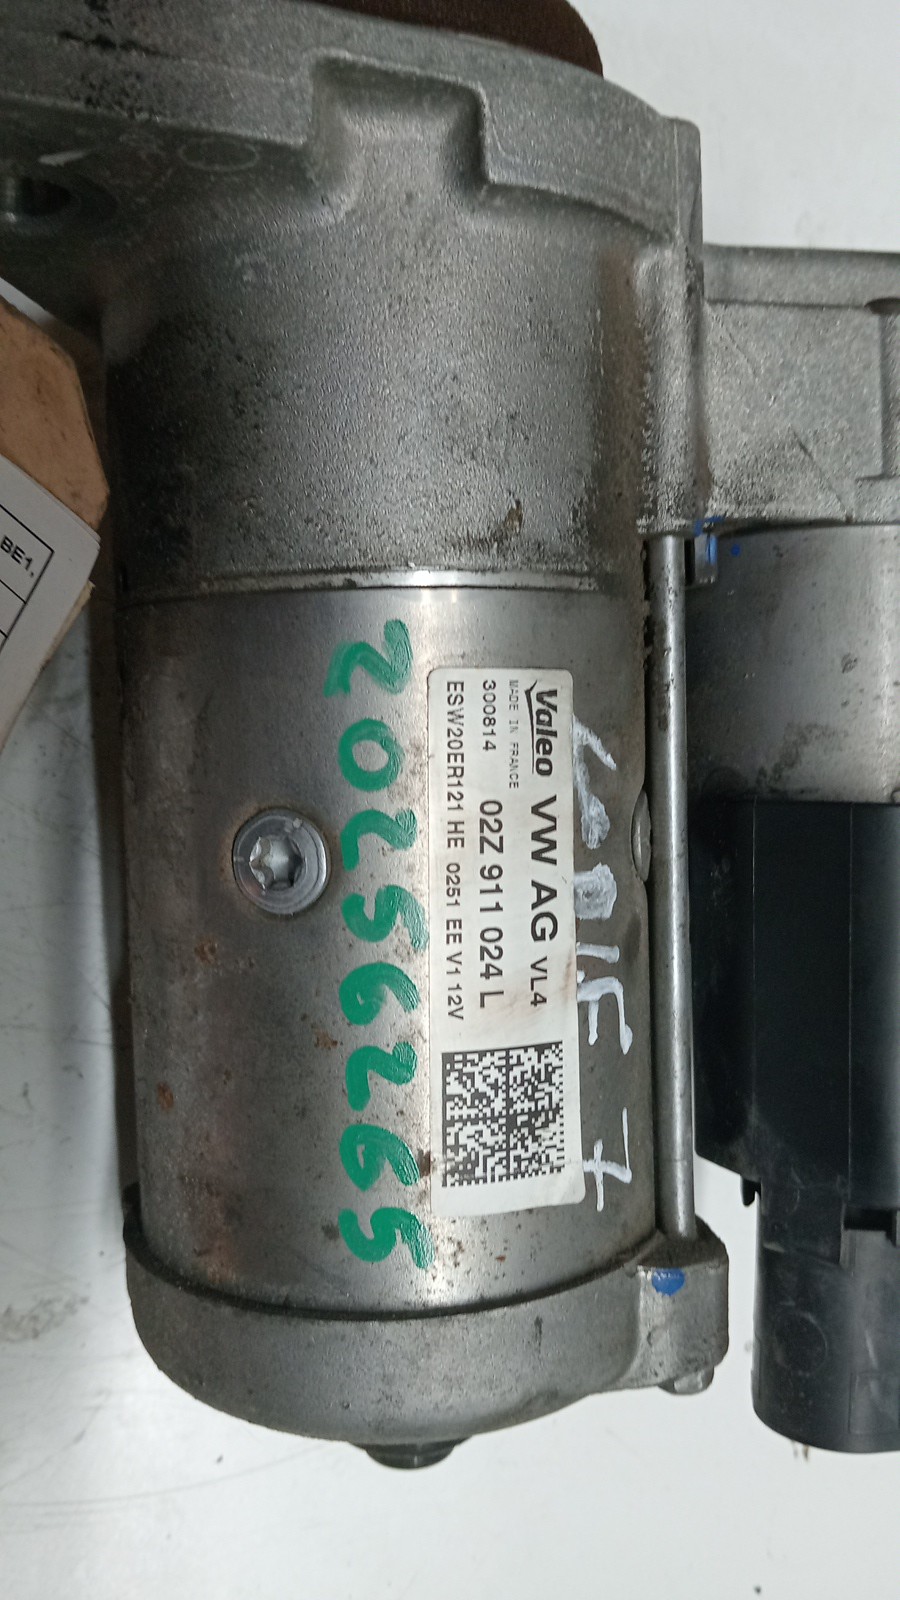 GOLF 7
Valeo VW AG VL4
MADE IN FRANCE
300814 02Z 911 024 L
ESW20ER121 HE 0251 EE V1 12V
20256265
BE1,